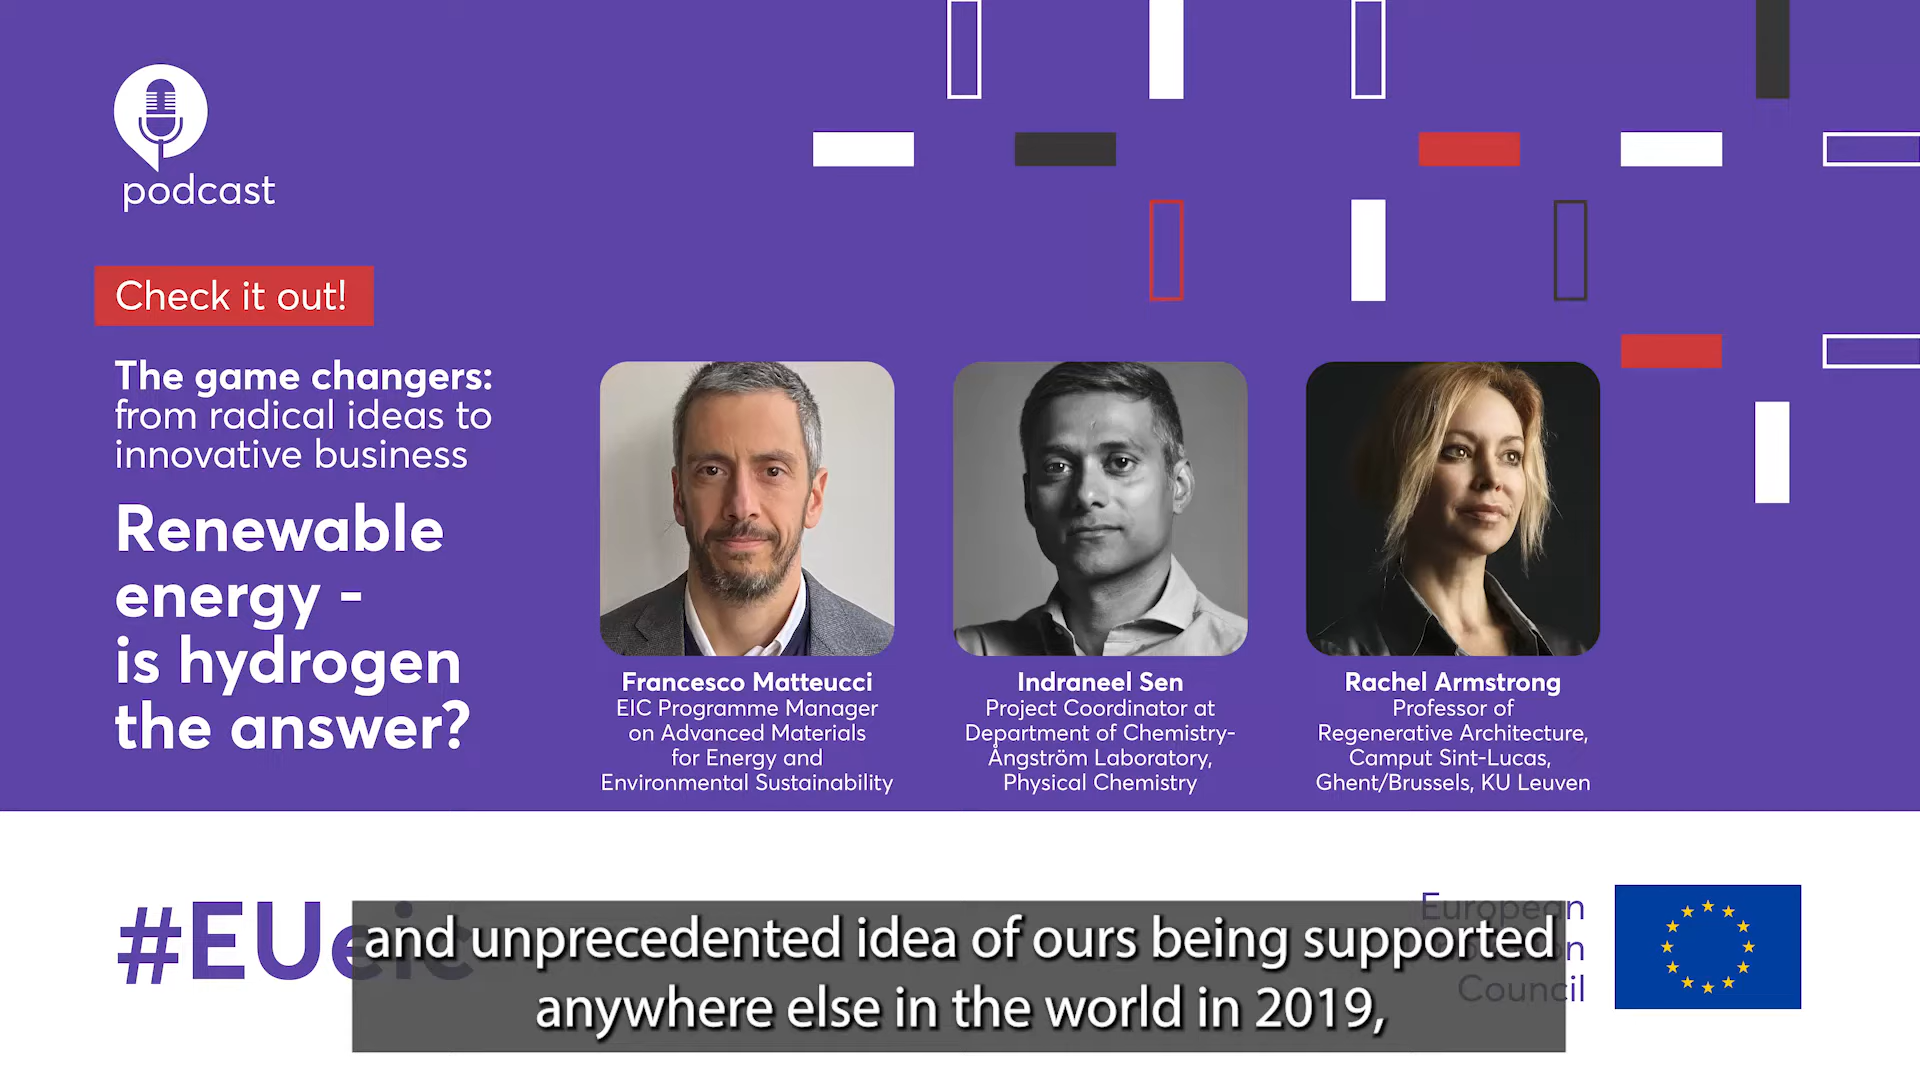 podcast
Check it out!
The game changers:
from radical ideas to
innovative business
Renewable
energy -
is hydrogen
the answer?
Francesco Matteucci
EIC Programme Manager
on Advanced Materials
for Energy and
Environmental Sustainability
Indraneel Sen
Project Coordinator at
Department of Chemistry-
Ångström Laboratory,
Physical Chemistry
Rachel Armstrong
Professor of
Regenerative Architecture,
Camput Sint-Lucas,
Ghent/Brussels, KU Leuven
#EUeic
European
Council
and unprecedented idea of ours being supported
anywhere else in the world in 2019,